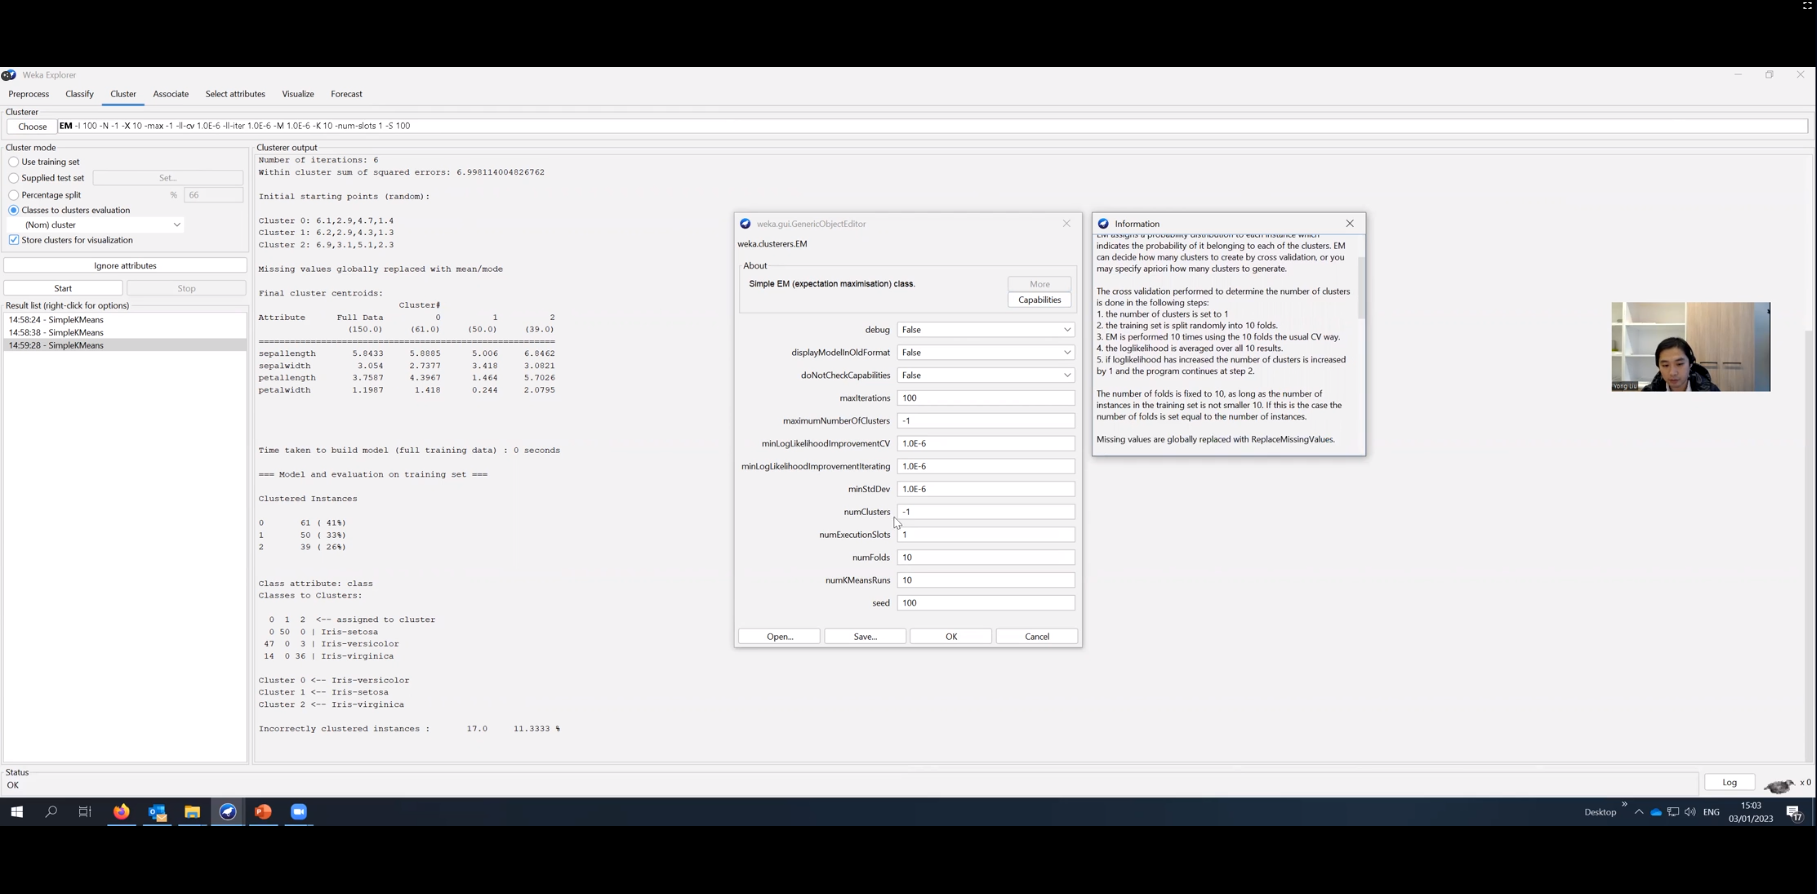 Weka Explorer
Preprocess Classify Cluster Associate Select attributes Visualize Forecast
Clusterer
Choose EM -I 100 -N -1 -X 10 -max -1 -ll-cv 1.0E-6 -ll-iter 1.0E-6 -M 1.0E-6 -K 10 -num-slots 1 -S 100
Cluster mode
Use training set
Supplied test set Set...
Percentage split % 66
Classes to clusters evaluation
(Nom) cluster
Store clusters for visualization
Ignore attributes
Start Stop
Result list (right-click for options)
14:58:24 - SimpleKMeans
14:58:38 - SimpleKMeans
14:59:28 - SimpleKMeans
Clusterer output
Number of iterations: 6
Within cluster sum of squared errors: 6.998114004826762
Initial starting points (random):
Cluster 0: 6.1,2.9,4.7,1.4
Cluster 1: 6.2,2.9,4.3,1.3
Cluster 2: 6.9,3.1,5.1,2.3
Missing values globally replaced with mean/mode
Final cluster centroids:
Cluster#
Attribute Full Data 0 1 2
(150.0) (61.0) (50.0) (39.0)
==========================================================
sepallength 5.8433 5.8885 5.006 6.8462
sepalwidth 3.054 2.7377 3.418 3.0821
petallength 3.7587 4.3967 1.464 5.7026
petalwidth 1.1987 1.418 0.244 2.0795
Time taken to build model (full training data) : 0 seconds
=== Model and evaluation on training set ===
Clustered Instances
0 61 ( 41%)
1 50 ( 33%)
2 39 ( 26%)
Class attribute: class
Classes to Clusters:
0 1 2 <-- assigned to cluster
0 50 0 | Iris-setosa
47 0 3 | Iris-versicolor
14 0 36 | Iris-virginica
Cluster 0 <-- Iris-versicolor
Cluster 1 <-- Iris-setosa
Cluster 2 <-- Iris-virginica
Incorrectly clustered instances : 17.0 11.3333 %
weka.gui.GenericObjectEditor
weka.clusterers.EM
About
Simple EM (expectation maximisation) class.
More
Capabilities
debug False
displayModelInOldFormat False
doNotCheckCapabilities False
maxIterations 100
maximumNumberOfClusters -1
minLogLikelihoodImprovementCV 1.0E-6
minLogLikelihoodImprovementIterating 1.0E-6
minStdDev 1.0E-6
numClusters -1
numExecutionSlots 1
numFolds 10
numKMeansRuns 10
seed 100
Open... Save... OK Cancel
Information
EM assigns a probability distribution to each instance which
indicates the probability of it belonging to each of the clusters. EM
can decide how many clusters to create by cross validation, or you
may specify apriori how many clusters to generate.
The cross validation performed to determine the number of clusters
is done in the following steps:
1. the number of clusters is set to 1
2. the training set is split randomly into 10 folds.
3. EM is performed 10 times using the 10 folds the usual CV way.
4. the loglikelihood is averaged over all 10 results.
5. if loglikelihood has increased the number of clusters is increased
by 1 and the program continues at step 2.
The number of folds is fixed to 10, as long as the number of
instances in the training set is not smaller 10. If this is the case the
number of folds is set equal to the number of instances.
Missing values are globally replaced with ReplaceMissingValues.
Yong Liu
Status
OK
Log x 0
Desktop ENG
15:03
03/01/2023
17